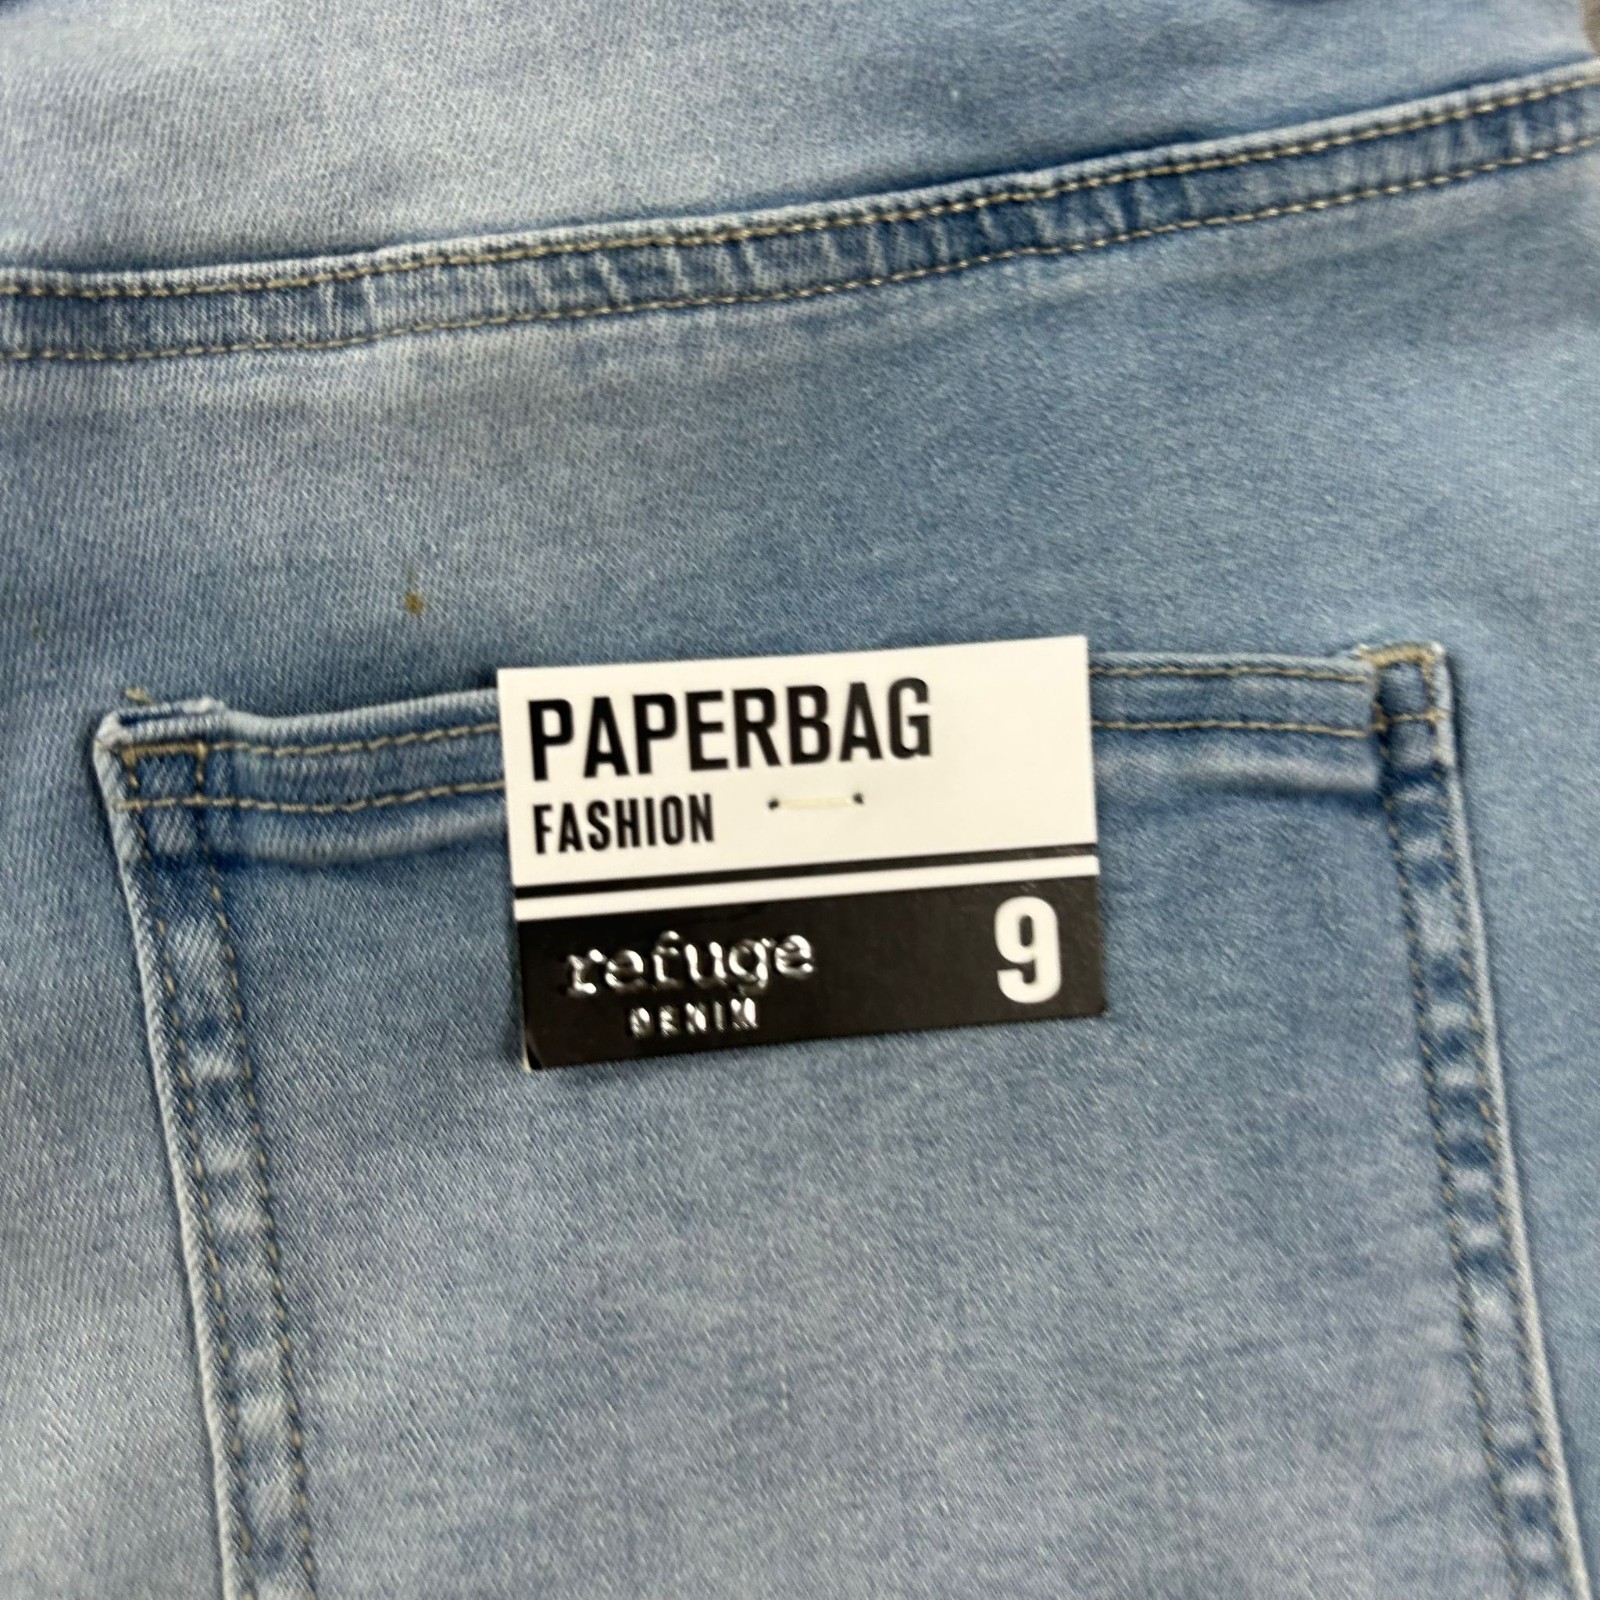 PAPERBAG
FASHION
refuge
DENIM
9